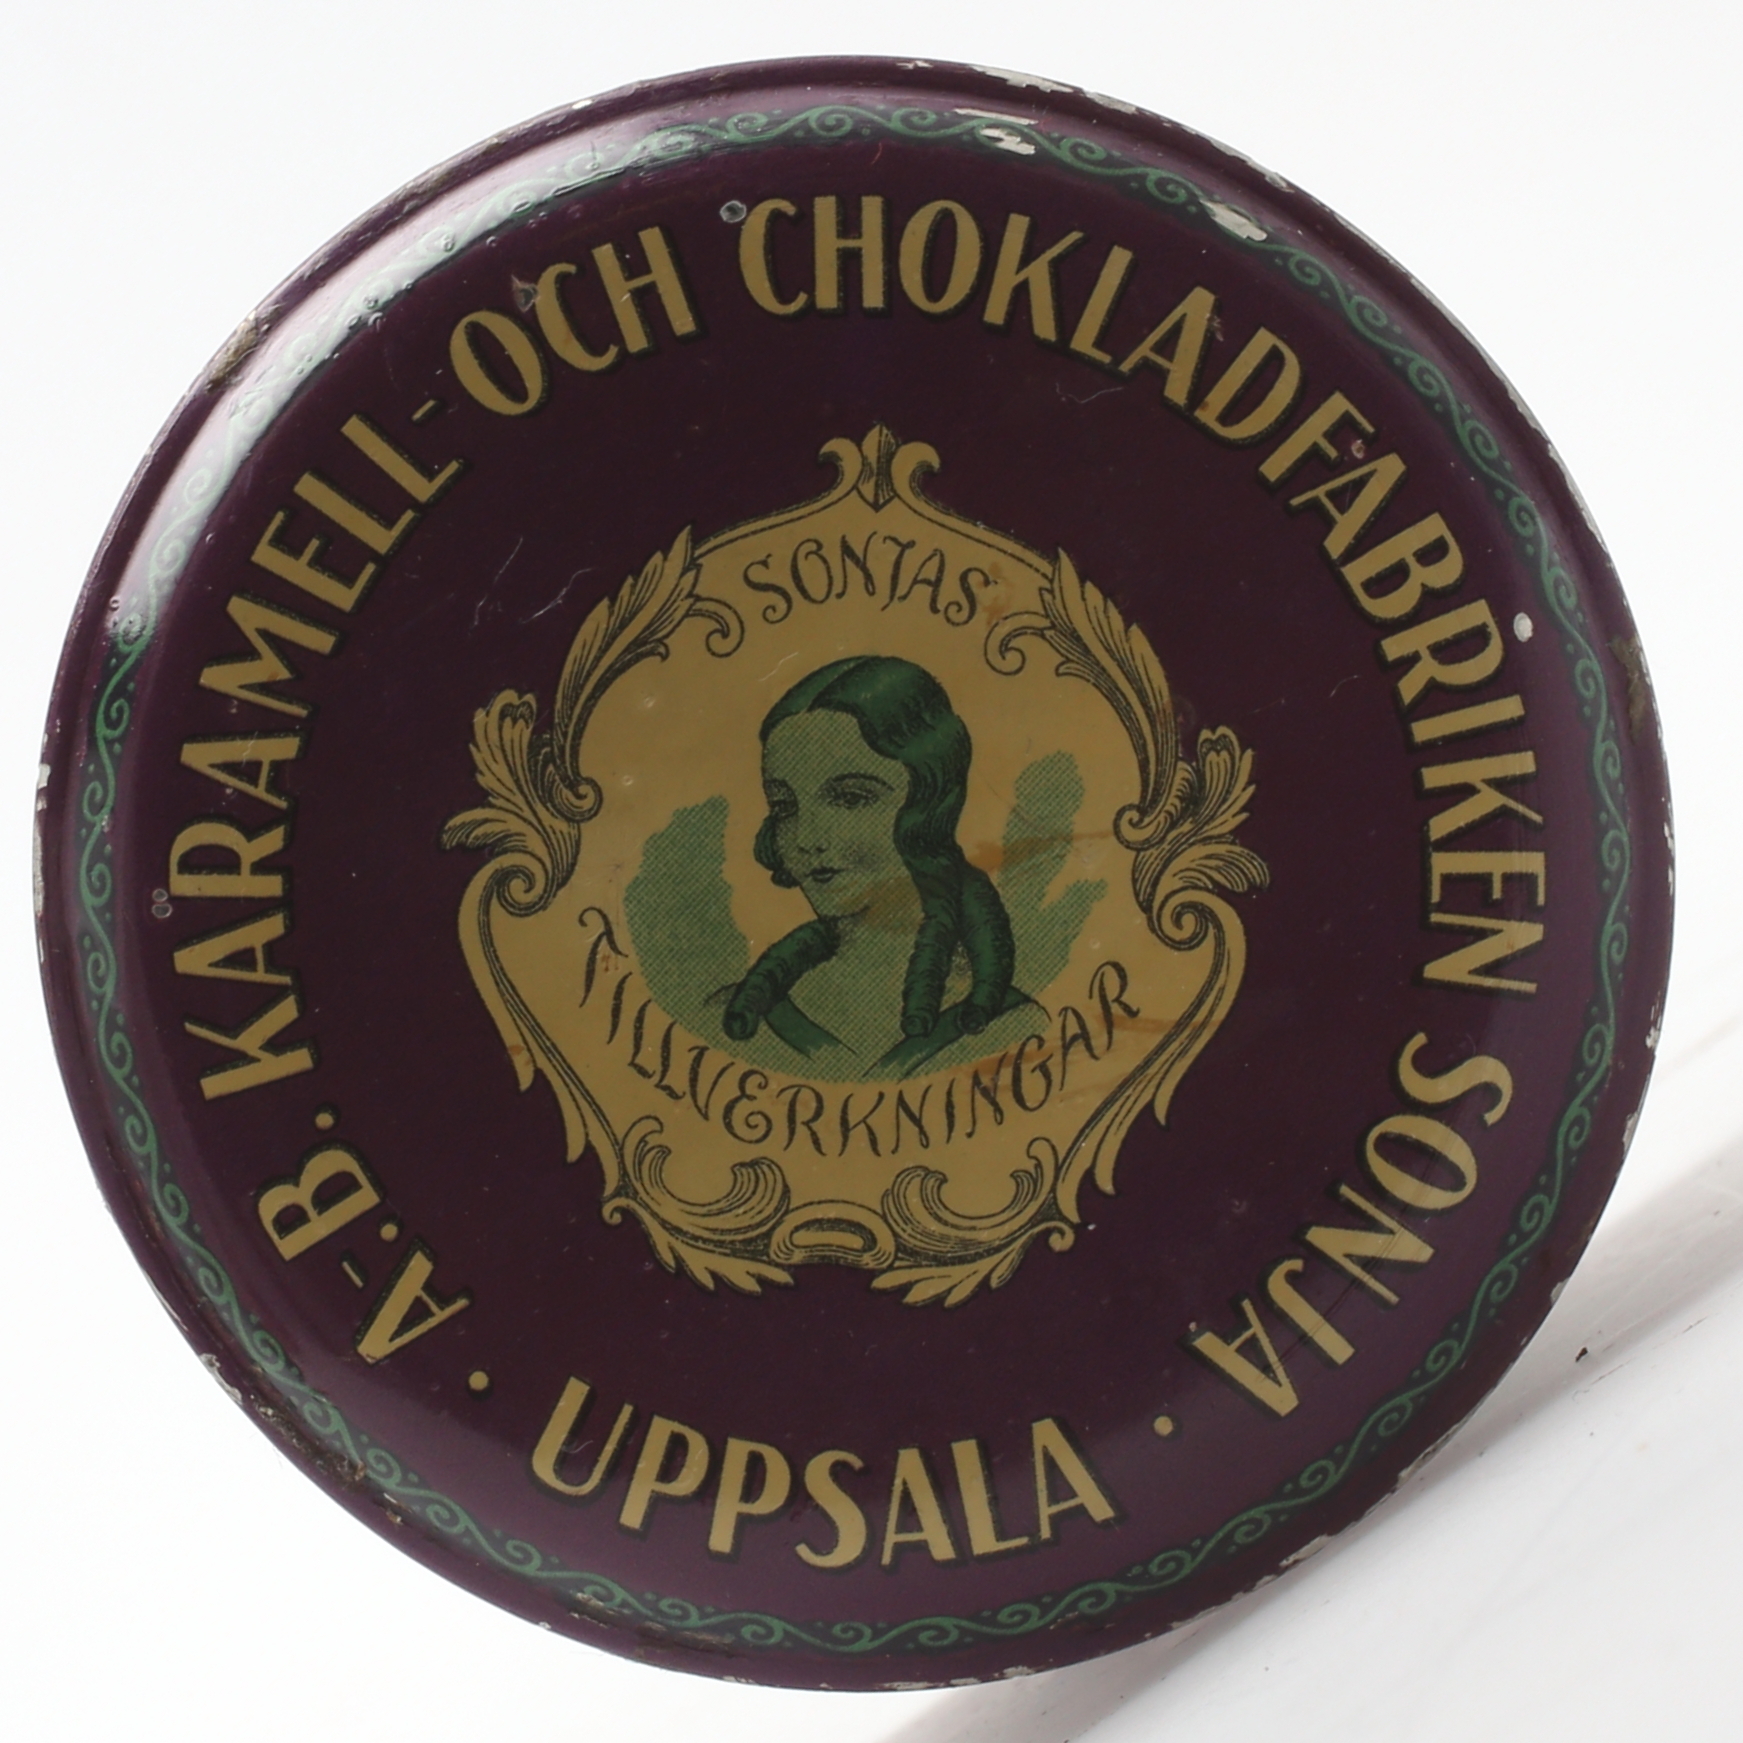 A-B. KARAMELL- OCH CHOKLADFABRIKEN SONJA
· UPPSALA ·
SONJAS
TILLVERKNINGAR